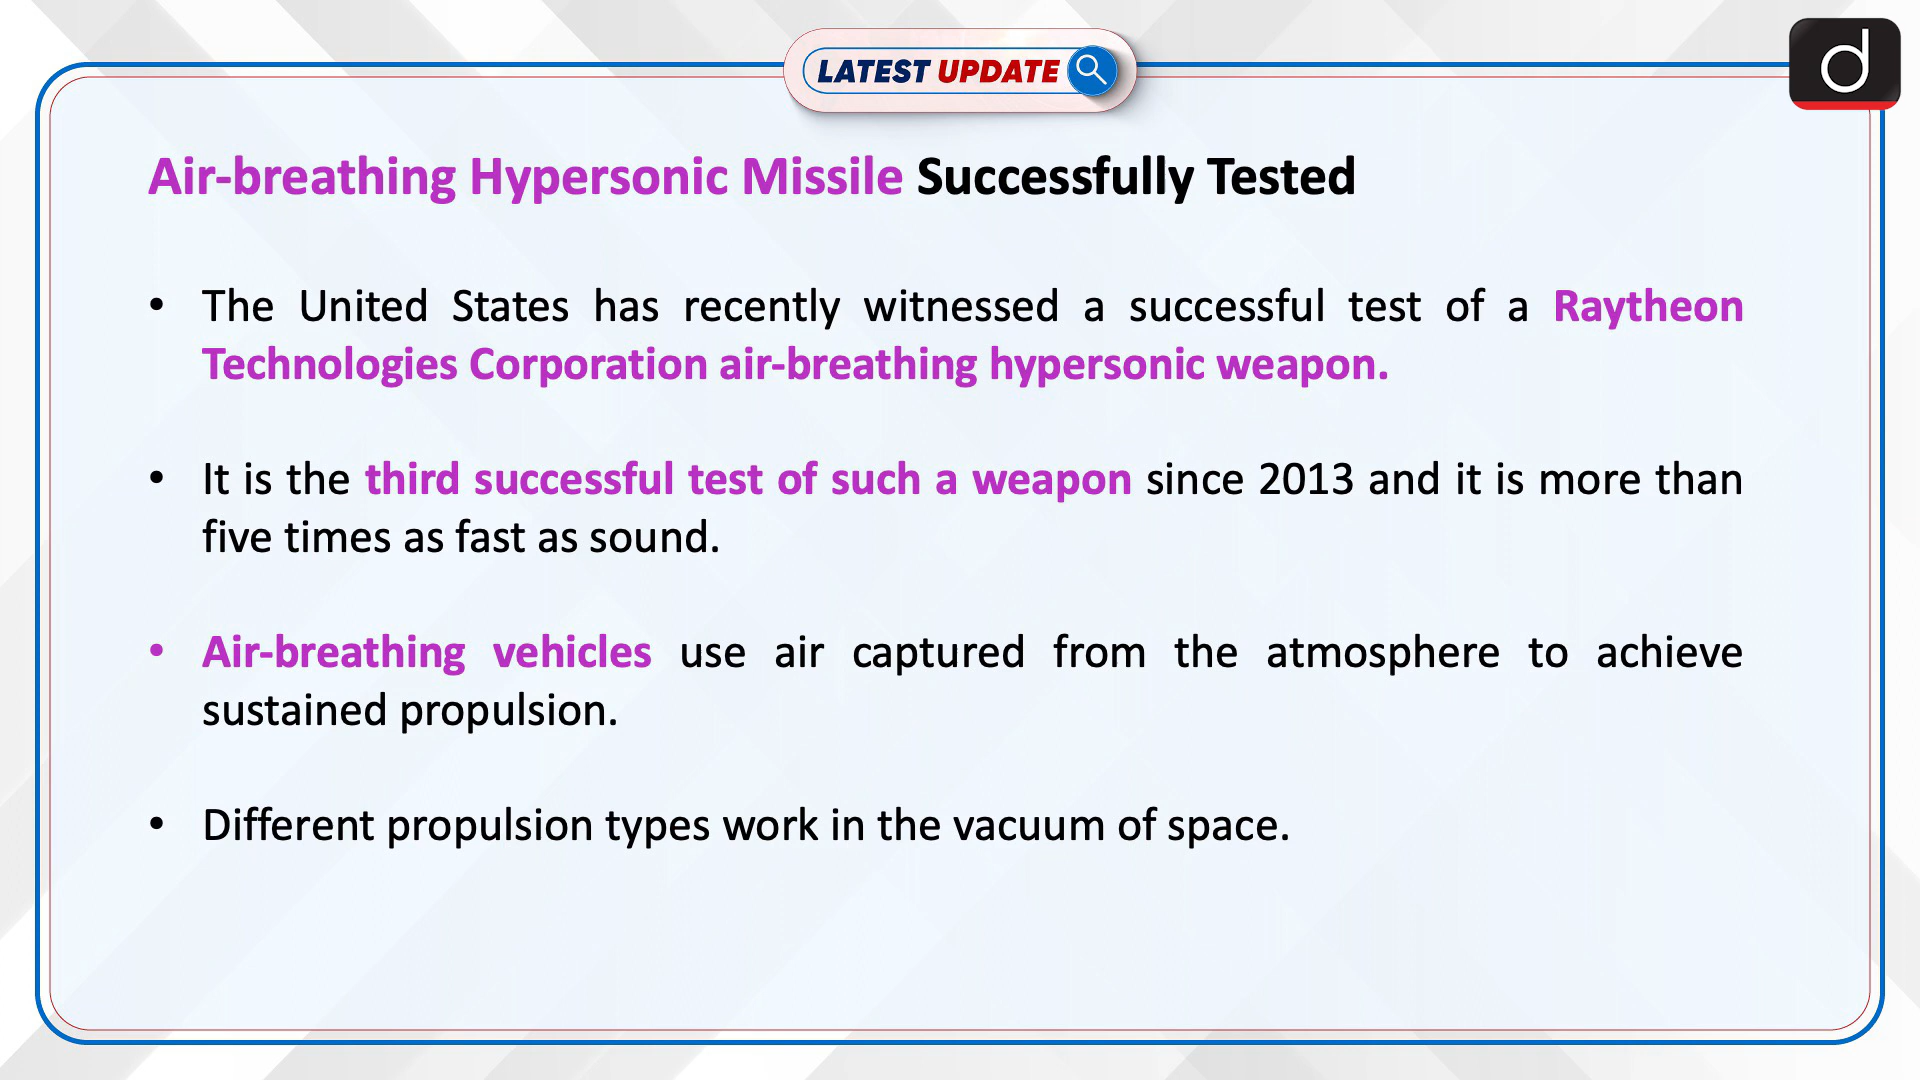 LATEST UPDATE
d
Air-breathing Hypersonic Missile Successfully Tested
• The United States has recently witnessed a successful test of a Raytheon
Technologies Corporation air-breathing hypersonic weapon.
• It is the third successful test of such a weapon since 2013 and it is more than
five times as fast as sound.
• Air-breathing vehicles use air captured from the atmosphere to achieve
sustained propulsion.
• Different propulsion types work in the vacuum of space.